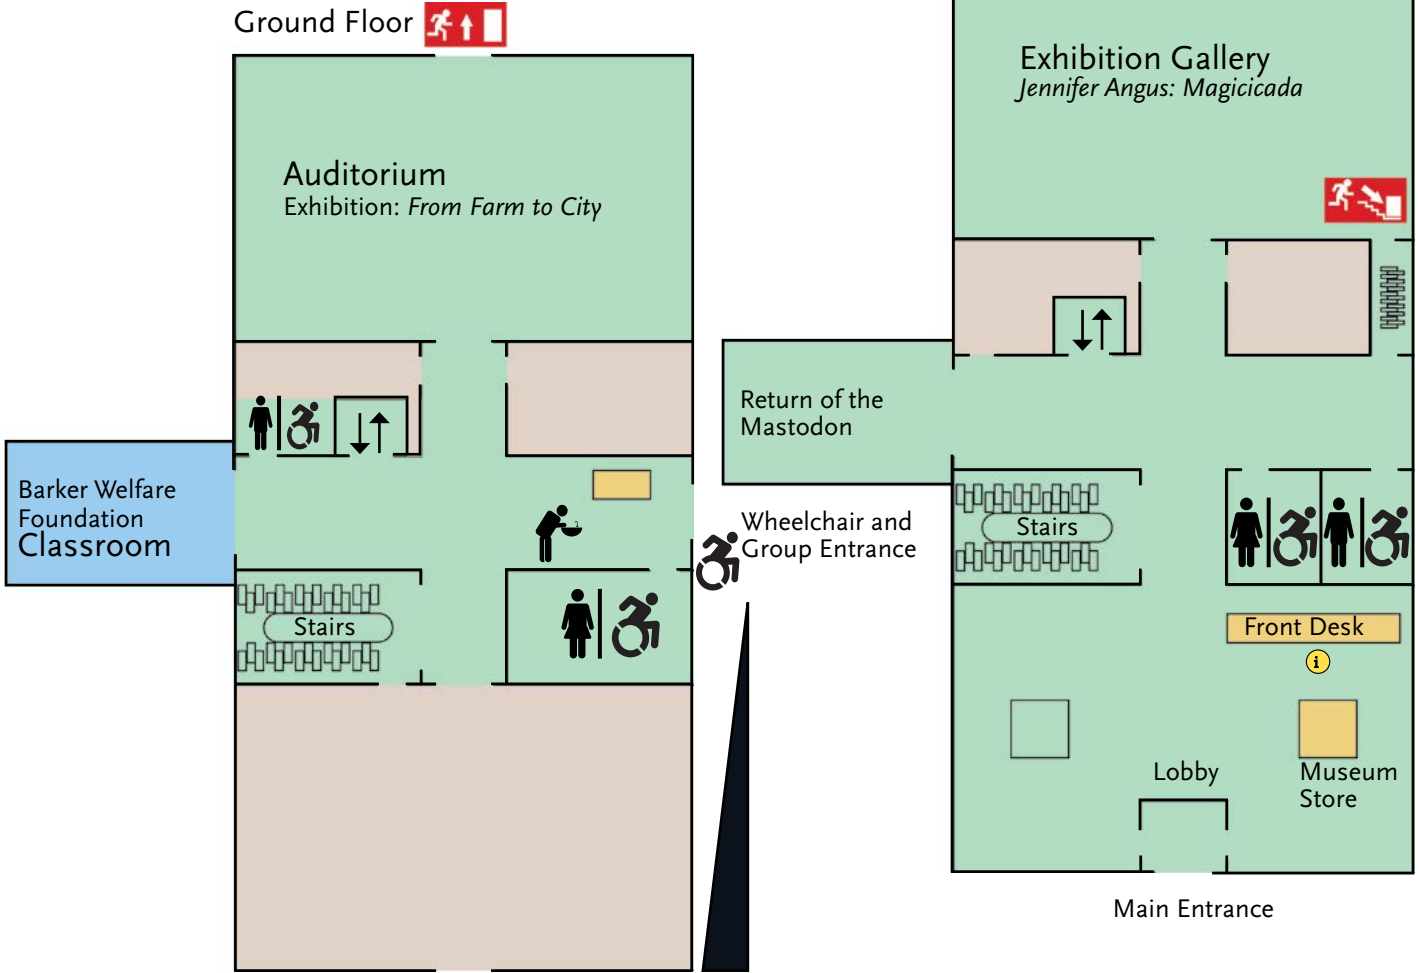 Ground Floor
Auditorium
Exhibition: From Farm to City
Barker Welfare
Foundation
Classroom
Stairs
Wheelchair and
Group Entrance
Exhibition Gallery
Jennifer Angus: Magicicada
Return of the
Mastodon
Stairs
Front Desk
i
Lobby
Museum
Store
Main Entrance